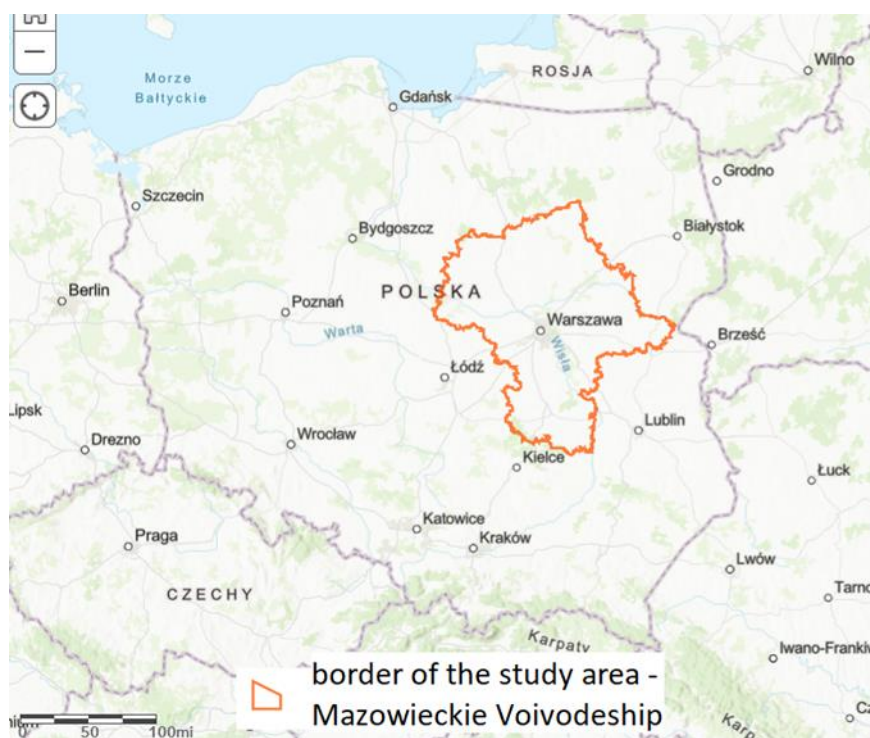 Morze
Bałtyckie
ROSJA
Wilno
Gdańsk
Grodno
Szczecin
Bydgoszcz
Białystok
Berlin
POLSKA
Poznań
Warszawa
Brześć
Warta
Wisła
Łódź
Lipsk
Lublin
Drezno
Wrocław
Kielce
Łuck
Katowice
Praga
Kraków
Lwów
CZECHY
Tarno
Karpaty
Iwano-Frankiw
border of the study area -
Mazowieckie Voivodeship
0 50 100mi